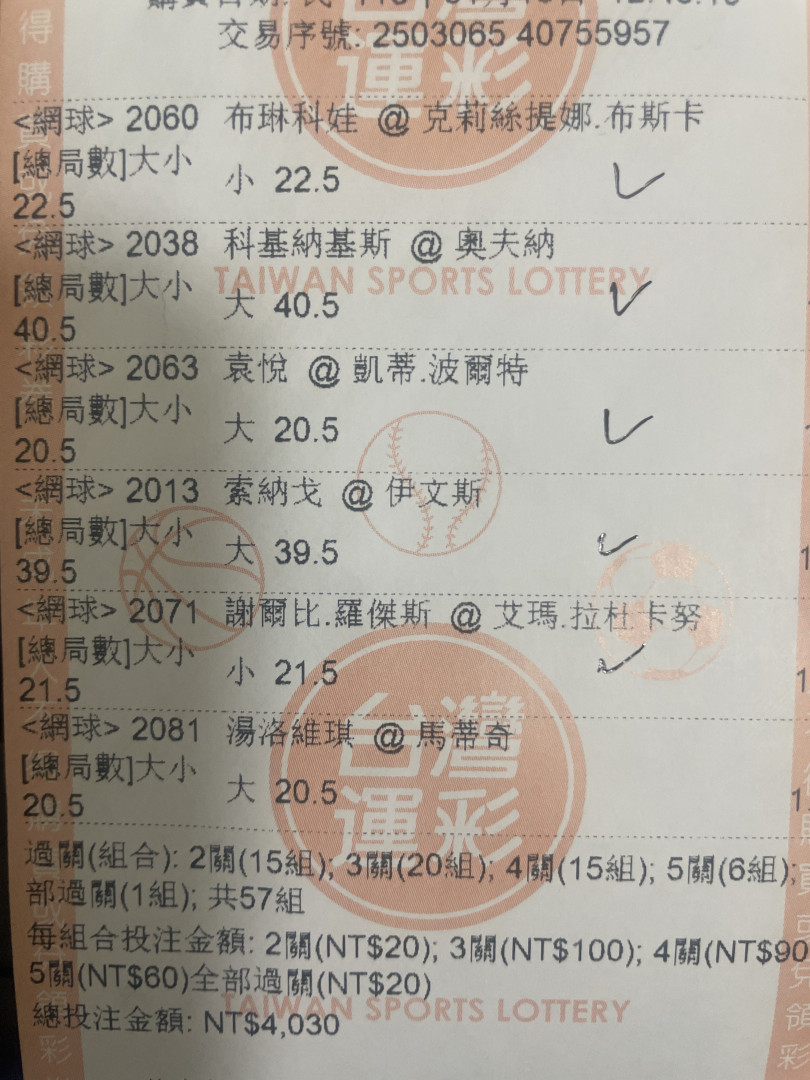 交易序號: 2503065 40755957
<網球> 2060 布琳科娃 @ 克莉絲提娜.布斯卡
[總局數]大小 小 22.5
22.5
<網球> 2038 科基納基斯 @ 奧夫納
[總局數]大小 大 40.5
40.5
<網球> 2063 袁悅 @ 凱蒂.波爾特
[總局數]大小 大 20.5
20.5
<網球> 2013 索納戈 @ 伊文斯
[總局數]大小 大 39.5
39.5
<網球> 2071 謝爾比.羅傑斯 @ 艾瑪.拉杜卡努
[總局數]大小 小 21.5
21.5
<網球> 2081 湯洛維琪 @ 馬蒂奇
[總局數]大小 大 20.5
20.5
過關(組合): 2關(15組); 3關(20組); 4關(15組); 5關(6組);
部過關(1組); 共57組
每組合投注金額: 2關(NT$20); 3關(NT$100); 4關(NT$90
5關(NT$60)全部過關(NT$20)
總投注金額: NT$4,030
台灣運彩
TAIWAN SPORTS LOTTERY
台灣運彩
TAIWAN SPORTS LOTTERY